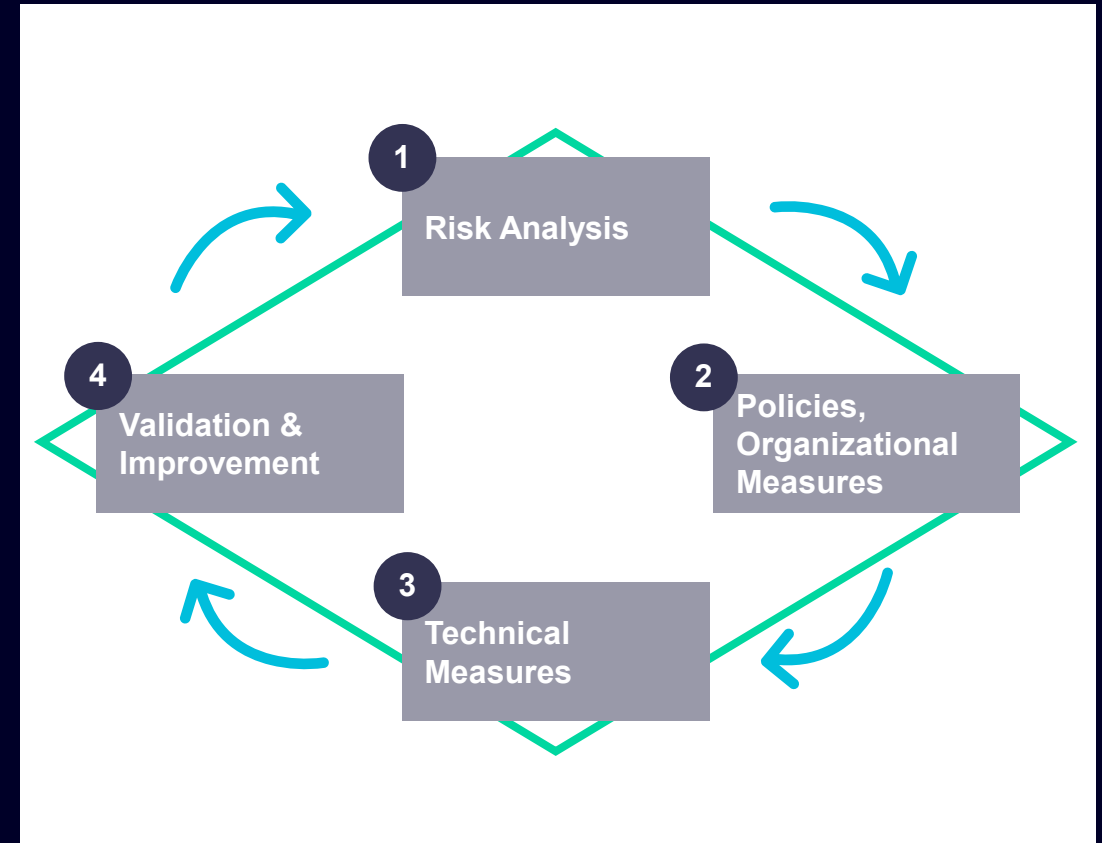 1
Risk Analysis
2
Policies,
Organizational
Measures
3
Technical
Measures
4
Validation &
Improvement